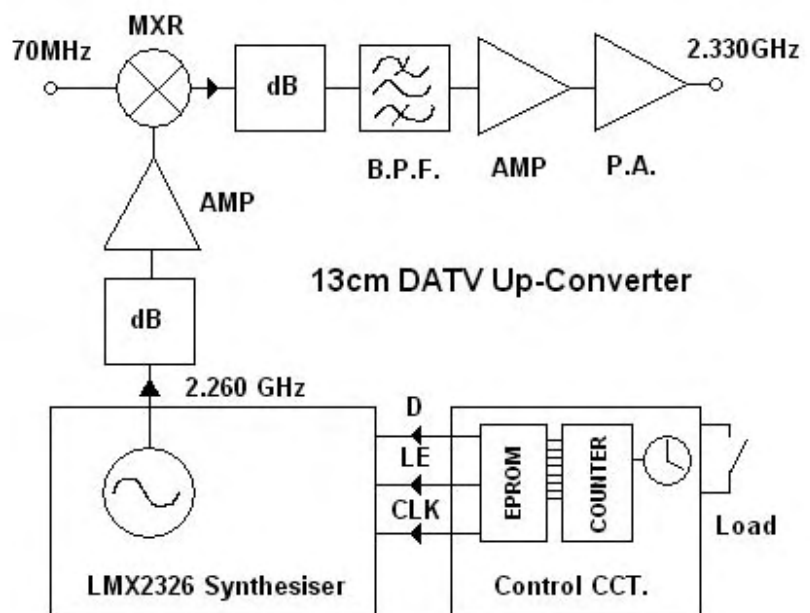 MXR
70MHz
dB
2.330GHz
B.P.F.
AMP
P.A.
AMP
13cm DATV Up-Converter
dB
2.260 GHz
D
LE
CLK
EPROM
COUNTER
Load
LMX2326 Synthesiser
Control CCT.